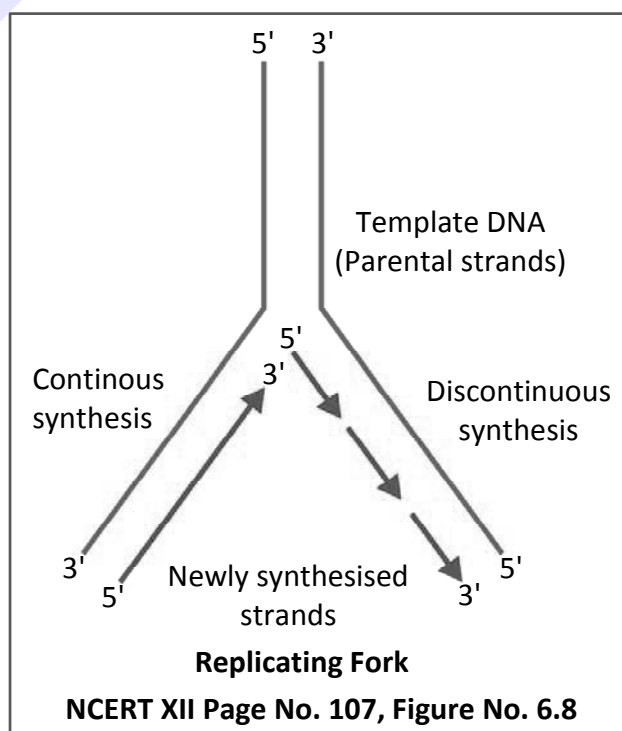 5' 3'
Template DNA
(Parental strands)
5'
3'
Continous
synthesis
Discontinuous
synthesis
3'
5'
Newly synthesised
strands
3'
5'
Replicating Fork
NCERT XII Page No. 107, Figure No. 6.8